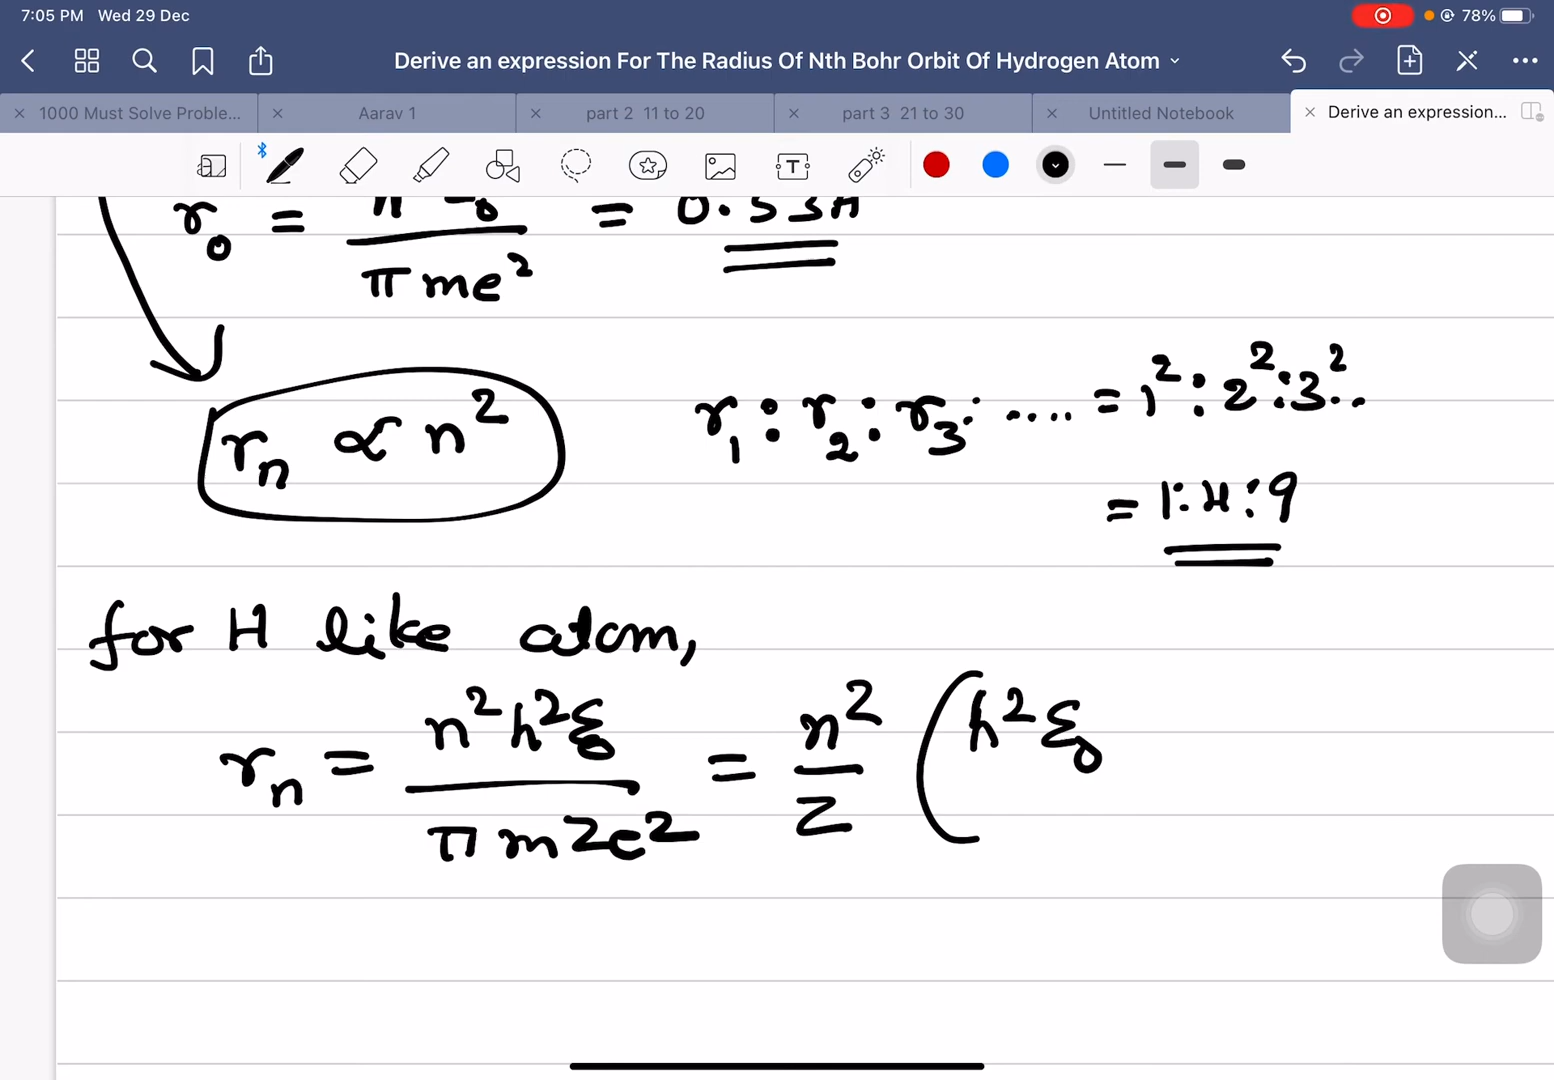 7:05 PM Wed 29 Dec 78%
Derive an expression For The Radius Of Nth Bohr Orbit Of Hydrogen Atom
1000 Must Solve Proble... Aarav 1 part 2 11 to 20 part 3 21 to 30 Untitled Notebook Derive an expression...
r₀ = / πme² = 0.53A
rₙ ∝ n² r₁ : r₂ : r₃ : ..... = 1² : 2² : 3² ..
= 1:4:9
for H like atom,
rₙ = n²h²ε₀ / πmZe² = n²/Z (h²ε₀